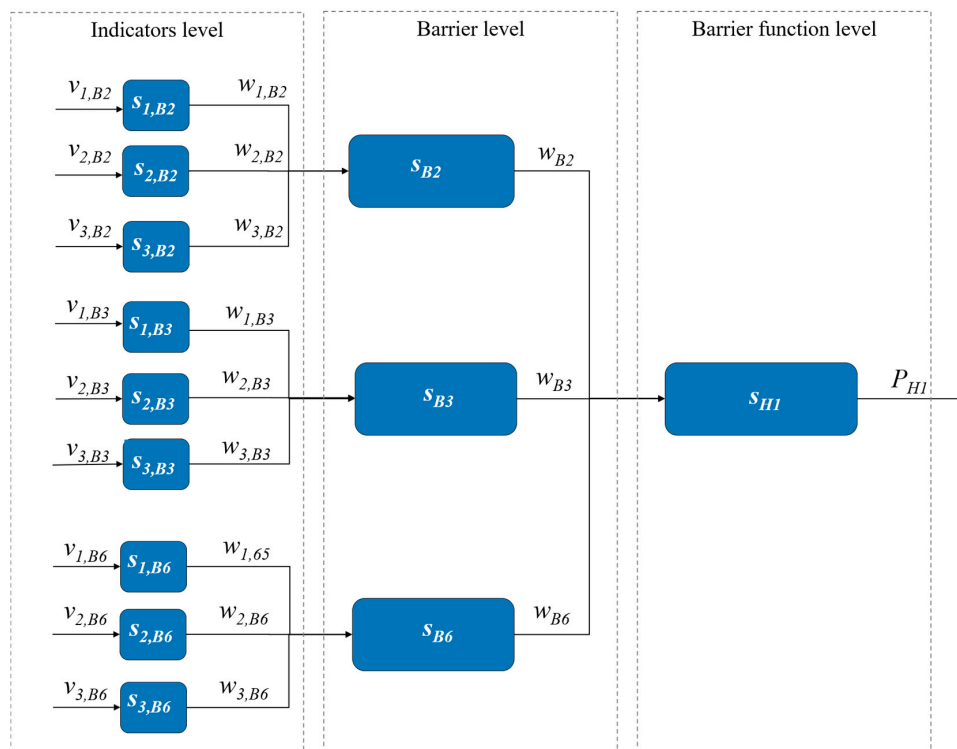 Indicators level
Barrier level
Barrier function level
v1,B2
s1,B2
w1,B2
v2,B2
s2,B2
w2,B2
v3,B2
s3,B2
w3,B2
sB2
wB2
v1,B3
s1,B3
w1,B3
v2,B3
s2,B3
w2,B3
v3,B3
s3,B3
w3,B3
sB3
wB3
sH1
PH1
v1,B6
s1,B6
w1,65
v2,B6
s2,B6
w2,B6
v3,B6
s3,B6
w3,B6
sB6
wB6